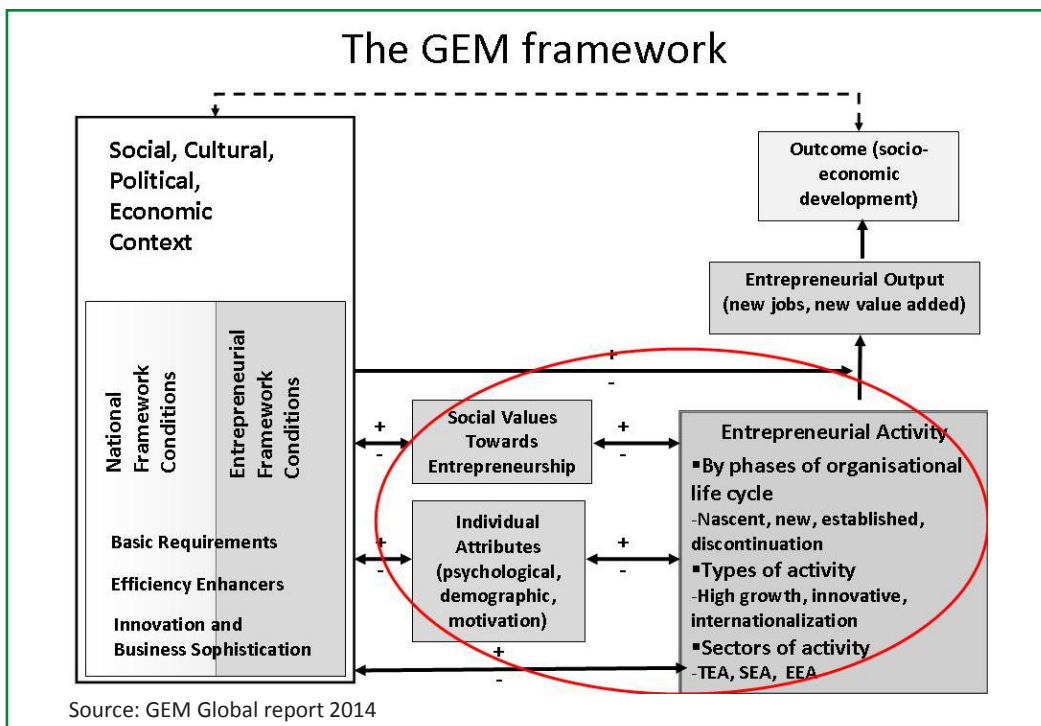 The GEM framework
Social, Cultural,
Political,
Economic
Context
National
Framework
Conditions
Entrepreneurial
Framework
Conditions
Basic Requirements
Efficiency Enhancers
Innovation and
Business Sophistication
Outcome (socio-
economic
development)
Entrepreneurial Output
(new jobs, new value added)
+
-
+
-
Social Values
Towards
Entrepreneurship
+
-
+
-
Individual
Attributes
(psychological,
demographic,
motivation)
+
-
+
-
Entrepreneurial Activity
▪By phases of organisational
life cycle
-Nascent, new, established,
discontinuation
▪Types of activity
-High growth, innovative,
internationalization
▪Sectors of activity
-TEA, SEA, EEA
Source: GEM Global report 2014